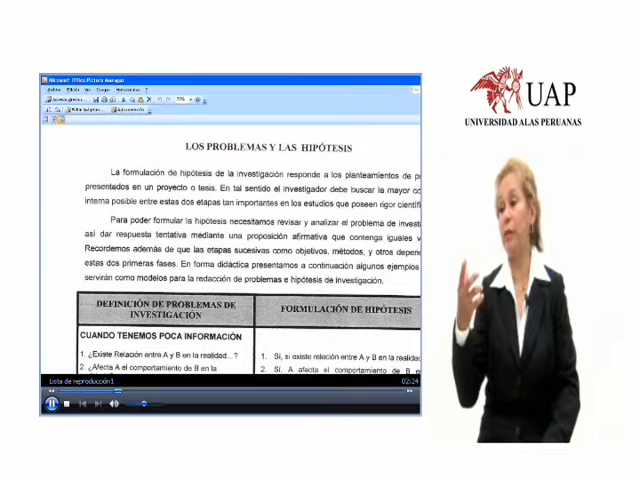 Microsoft Office Picture Manager
UAP
UNIVERSIDAD ALAS PERUANAS
LOS PROBLEMAS Y LAS HIPÓTESIS
La formulación de hipótesis de la investigación responde a los planteamientos de p
presentados en un proyecto o tesis. En tal sentido el investigador debe buscar la mayor co
interna posible entre estas dos etapas tan importantes en los estudios que poseen rigor científi
Para poder formular la hipótesis necesitamos revisar y analizar el problema de invest
así dar respuesta tentativa mediante una proposición afirmativa que contenga iguales v
Recordemos además de que las etapas sucesivas como objetivos, métodos, y otros depen
estas dos primeras fases. En forma didáctica presentamos a continuación algunos ejemplos
servirán como modelos para la redacción de problemas e hipótesis de investigación.
DEFINICIÓN DE PROBLEMAS DE
INVESTIGACIÓN
FORMULACIÓN DE HIPÓTESIS
CUANDO TENEMOS POCA INFORMACIÓN
1. ¿Existe Relación entre A y B en la realidad...?
2. ¿Afecta A el comportamiento de B en la
1. Sí, si existe relación entre A y B en la realidad
2. Sí, A afecta el comportamiento de B e
Lista de reproducción1
02:24